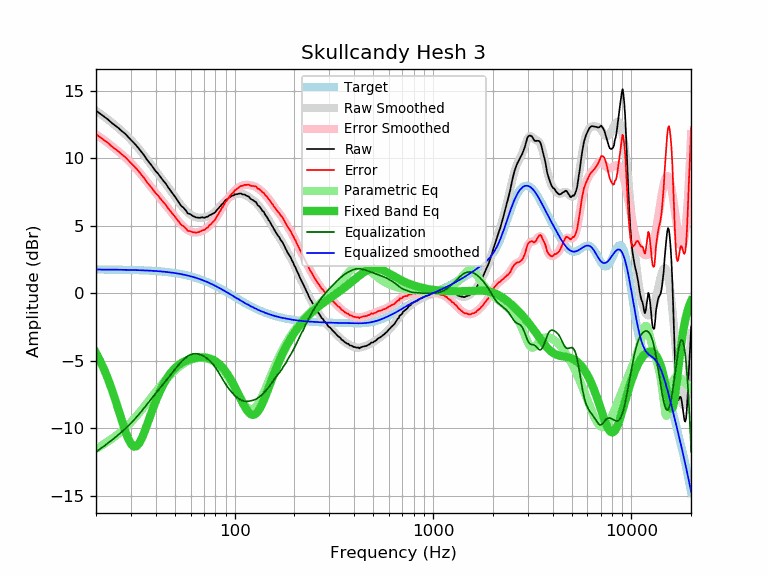 Skullcandy Hesh 3
Amplitude (dBr)
15
10
5
0
−5
−10
−15
Target
Raw Smoothed
Error Smoothed
Raw
Error
Parametric Eq
Fixed Band Eq
Equalization
Equalized smoothed
100
1000
10000
Frequency (Hz)